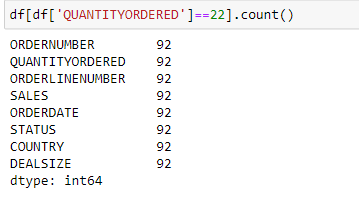 df[df['QUANTITYORDERED']==22].count()
ORDERNUMBER 92
QUANTITYORDERED 92
ORDERLINENUMBER 92
SALES 92
ORDERDATE 92
STATUS 92
COUNTRY 92
DEALSIZE 92
dtype: int64